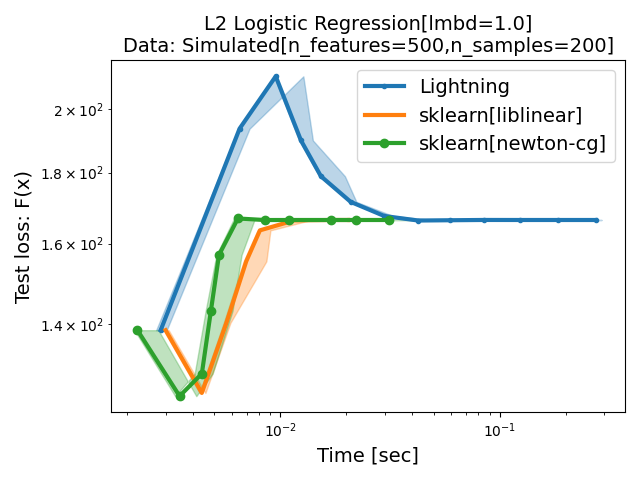 L2 Logistic Regression[lmbd=1.0]
Data: Simulated[n_features=500,n_samples=200]
Lightning
sklearn[liblinear]
sklearn[newton-cg]
Test loss: F(x)
2 × 10²
1.8 × 10²
1.6 × 10²
1.4 × 10²
10⁻² 10⁻¹
Time [sec]